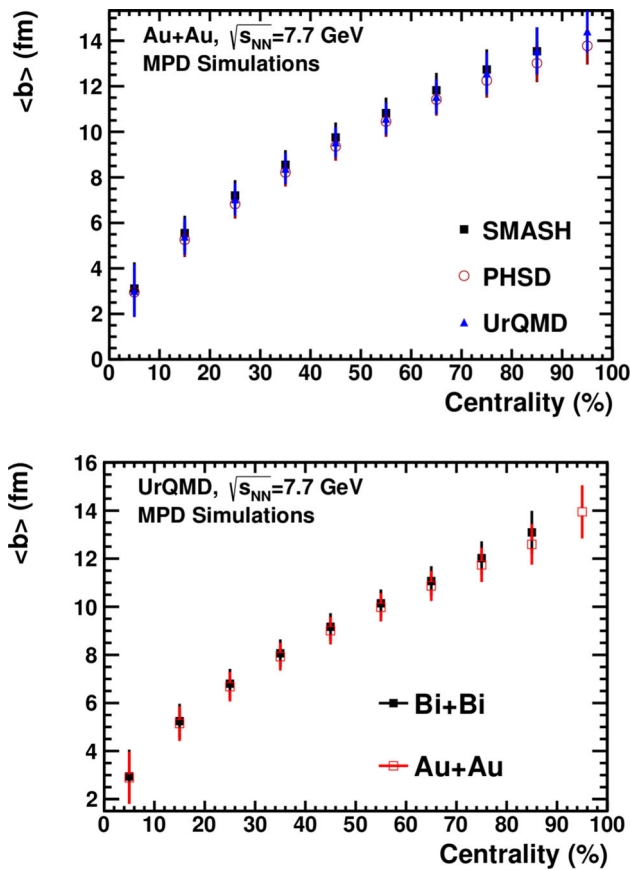 <b> (fm)
Au+Au, √sNN=7.7 GeV
MPD Simulations
14
12
10
8
6
4
2
0
SMASH
PHSD
UrQMD
0 10 20 30 40 50 60 70 80 90 100
Centrality (%)
<b> (fm)
UrQMD, √sNN=7.7 GeV
MPD Simulations
16
14
12
10
8
6
4
2
Bi+Bi
Au+Au
0 10 20 30 40 50 60 70 80 90 100
Centrality (%)